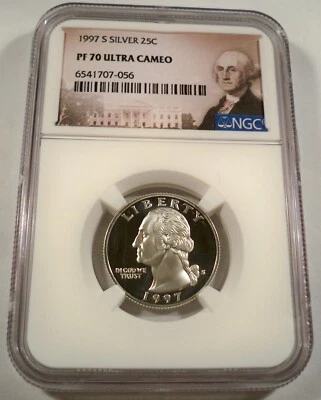 1997 S SILVER 25C
PF 70 ULTRA CAMEO
6541707-056
NGC
LIBERTY
IN GOD WE
TRUST
S
1997